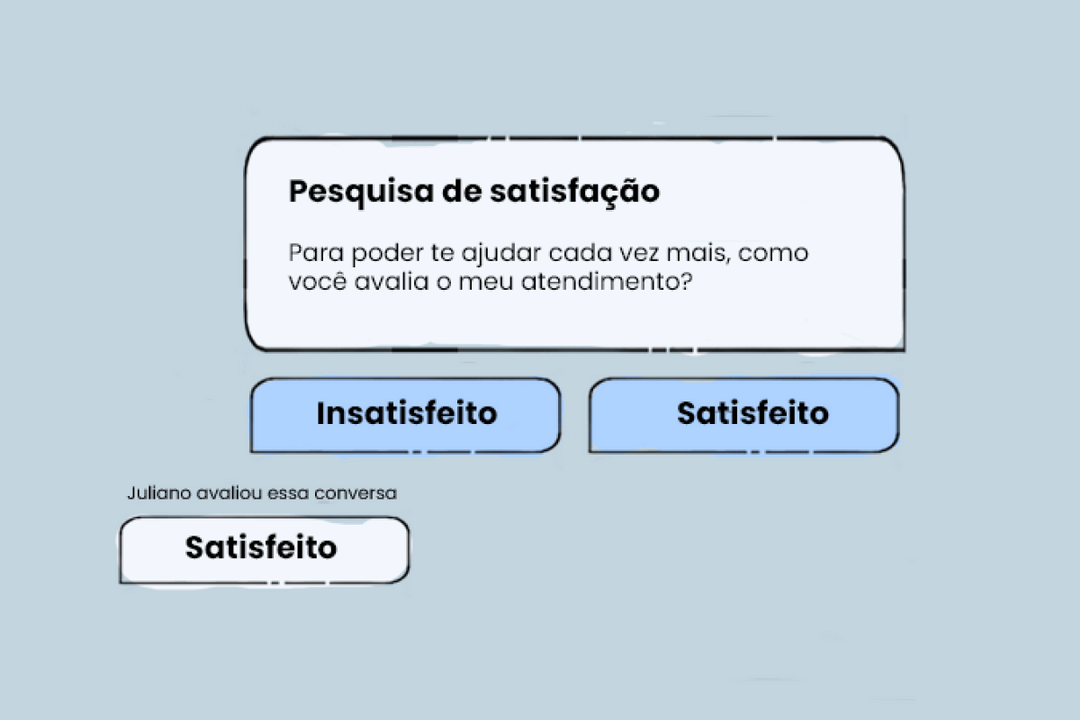 Pesquisa de satisfação
Para poder te ajudar cada vez mais, como
você avalia o meu atendimento?
Insatisfeito
Satisfeito
Juliano avaliou essa conversa
Satisfeito